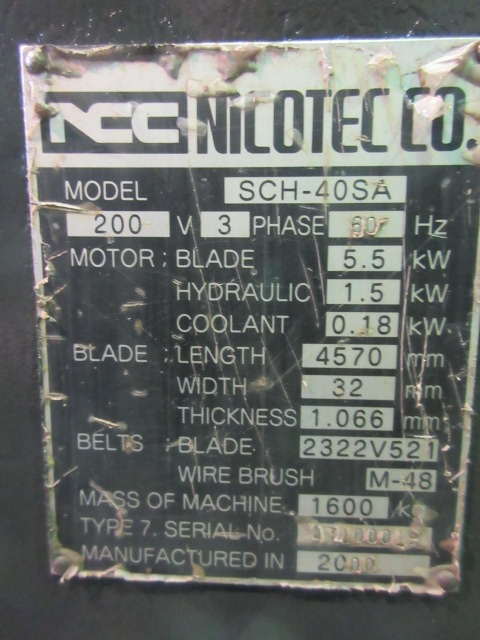 NCC NICOTEC CO.
MODEL SCH-40SA
200 V 3 PHASE 60 Hz
MOTOR : BLADE 5.5 kW
HYDRAULIC 1.5 kW
COOLANT 0.18 kW
BLADE : LENGTH 4570 mm
WIDTH 32 mm
THICKNESS 1.066 mm
BELTS : BLADE 2322V521
WIRE BRUSH M-48
MASS OF MACHINE 1600 kg
TYPE 7. SERIAL No.
MANUFACTURED IN 2000